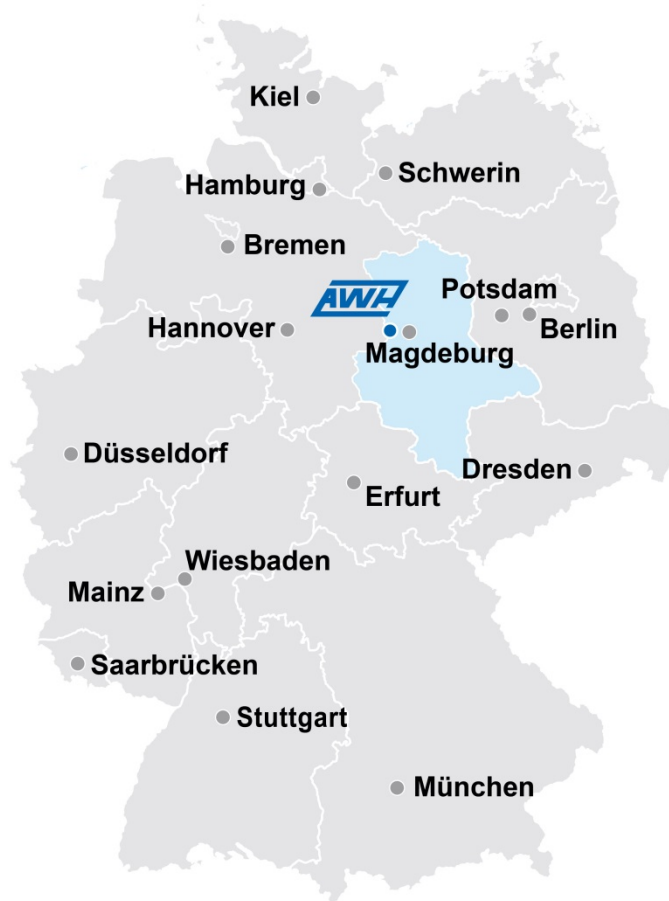 Kiel
Schwerin
Hamburg
Bremen
AWH
Potsdam
Hannover
Berlin
Magdeburg
Düsseldorf
Dresden
Erfurt
Wiesbaden
Mainz
Saarbrücken
Stuttgart
München